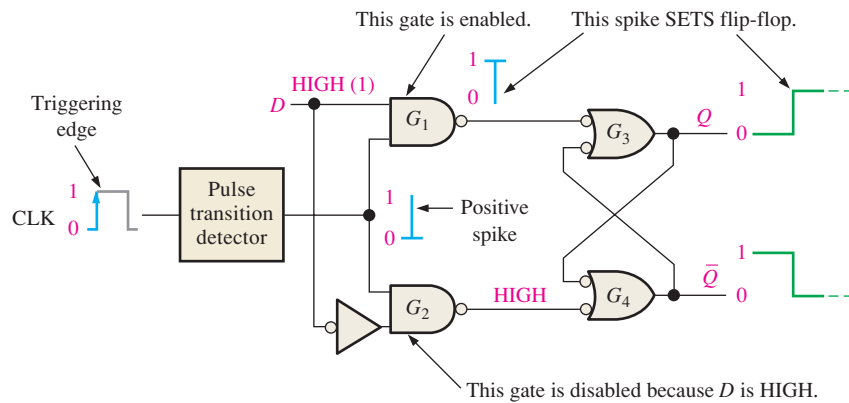 This gate is enabled.
This spike SETS flip-flop.
1
0
HIGH (1)
D
G1
G3
Q
1
0
Triggering
edge
1
0
CLK
Pulse
transition
detector
1
0
Positive
spike
G2
HIGH
G4
Q̄
1
0
This gate is disabled because D is HIGH.